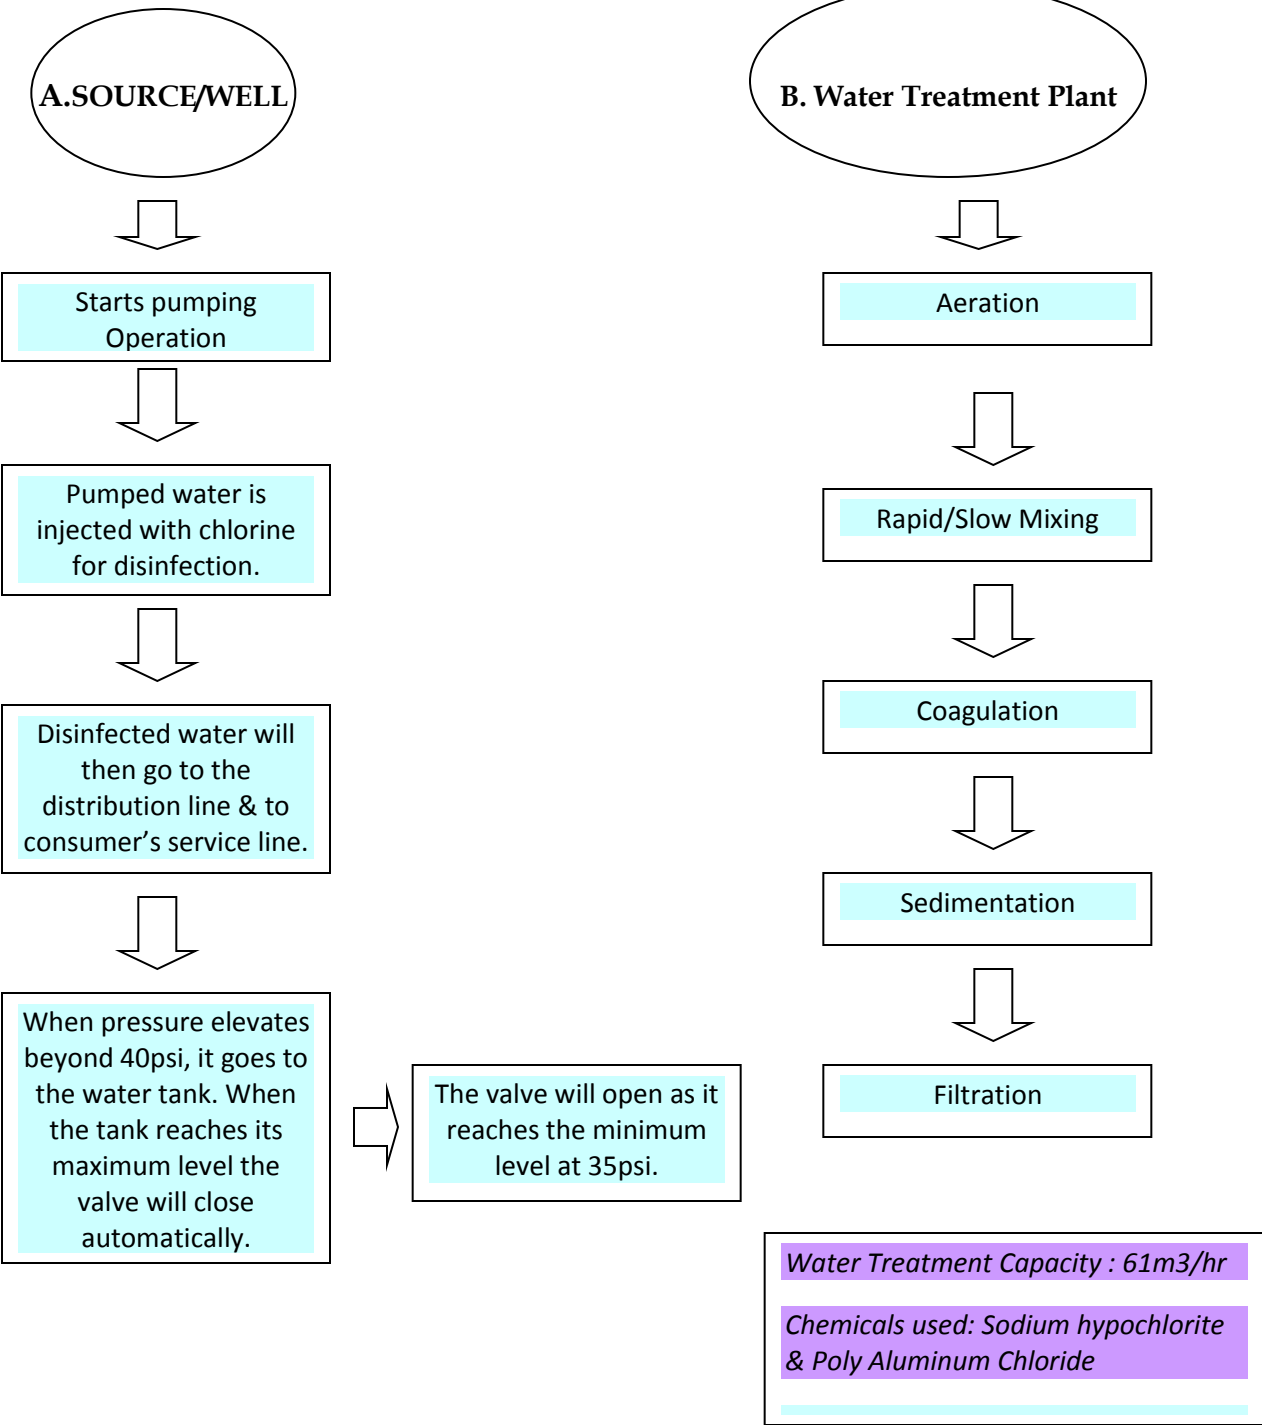 A.SOURCE/WELL
Starts pumping
Operation
Pumped water is
injected with chlorine
for disinfection.
Disinfected water will
then go to the
distribution line & to
consumer’s service line.
When pressure elevates
beyond 40psi, it goes to
the water tank. When
the tank reaches its
maximum level the
valve will close
automatically.
The valve will open as it
reaches the minimum
level at 35psi.
B. Water Treatment Plant
Aeration
Rapid/Slow Mixing
Coagulation
Sedimentation
Filtration
Water Treatment Capacity : 61m3/hr
Chemicals used: Sodium hypochlorite
& Poly Aluminum Chloride